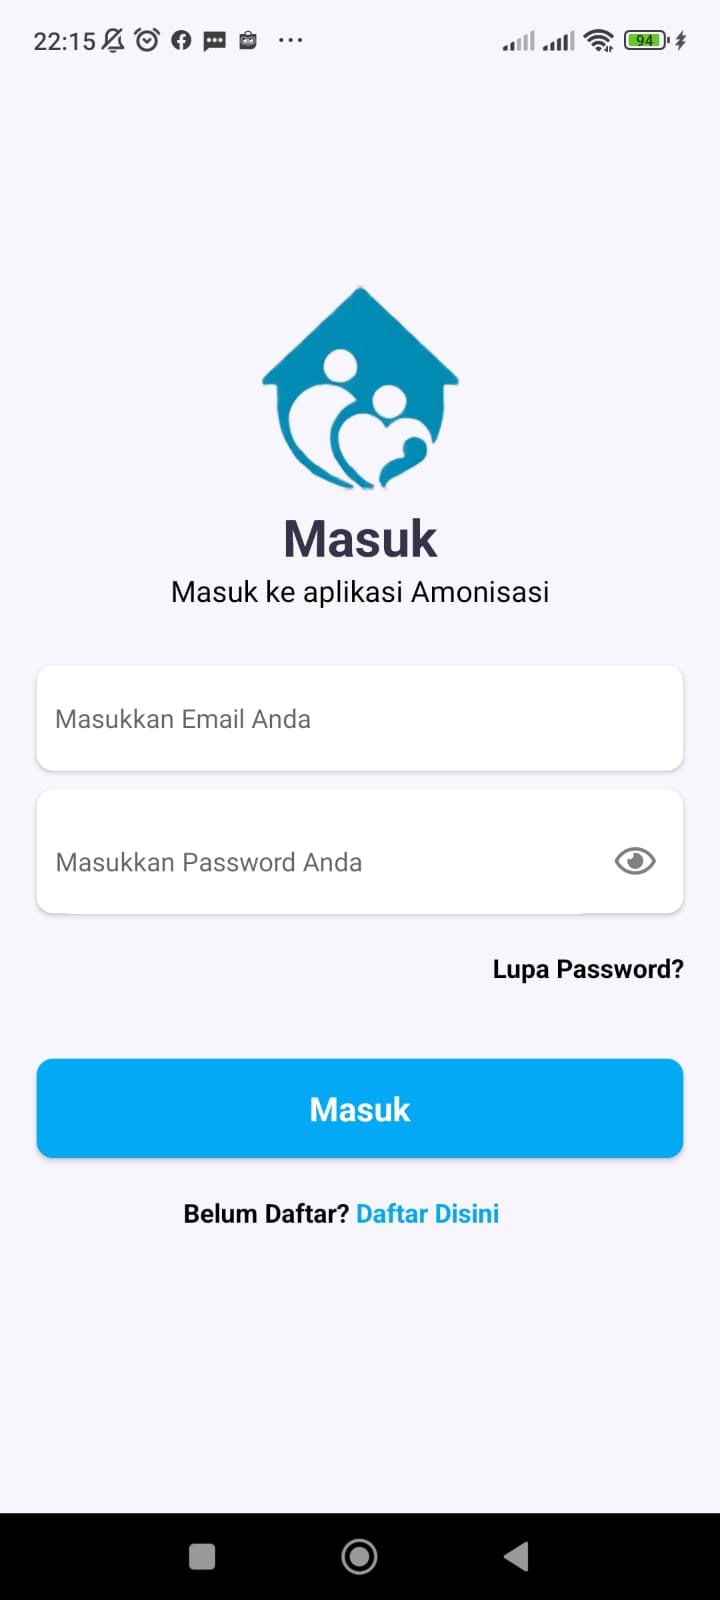 22:15
94
Masuk
Masuk ke aplikasi Amonisasi
Masukkan Email Anda
Masukkan Password Anda
Lupa Password?
Masuk
Belum Daftar? Daftar Disini